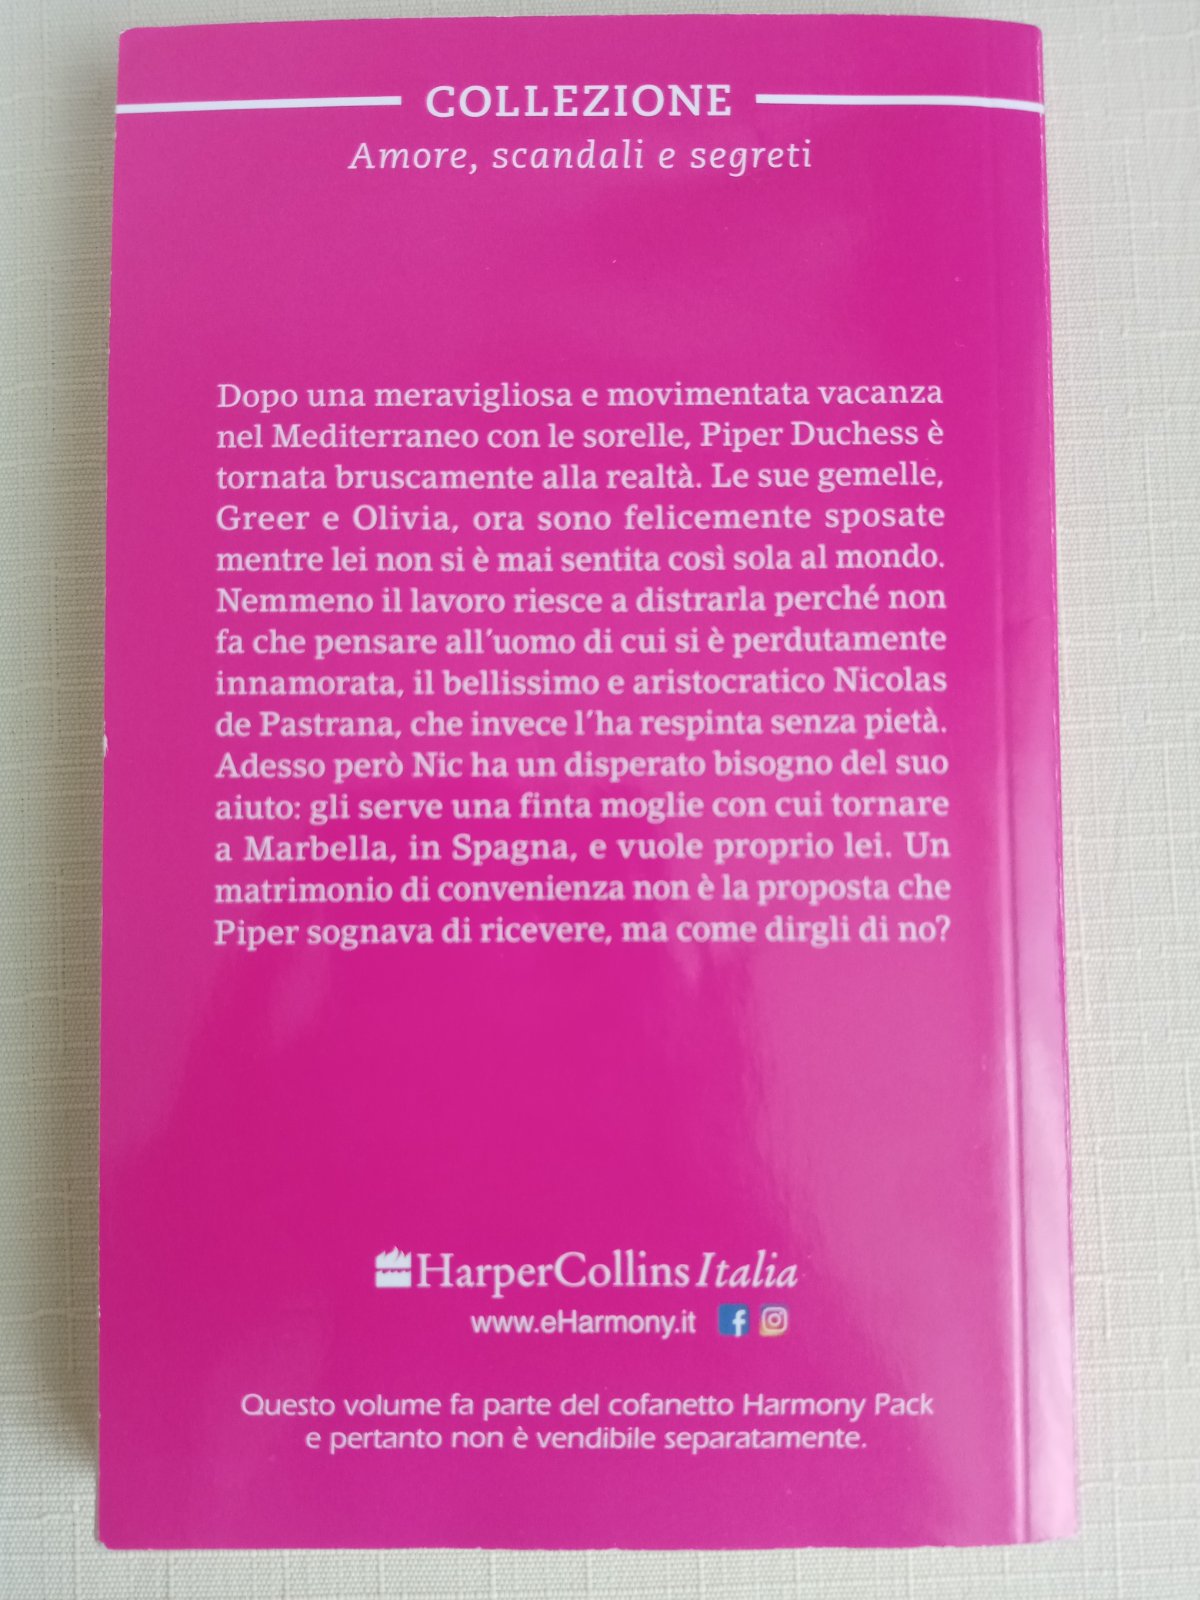 COLLEZIONE
Amore, scandali e segreti
Dopo una meravigliosa e movimentata vacanza
nel Mediterraneo con le sorelle, Piper Duchess è
tornata bruscamente alla realtà. Le sue gemelle,
Greer e Olivia, ora sono felicemente sposate
mentre lei non si è mai sentita così sola al mondo.
Nemmeno il lavoro riesce a distrarla perché non
fa che pensare all'uomo di cui si è perdutamente
innamorata, il bellissimo e aristocratico Nicolas
de Pastrana, che invece l'ha respinta senza pietà.
Adesso però Nic ha un disperato bisogno del suo
aiuto: gli serve una finta moglie con cui tornare
a Marbella, in Spagna, e vuole proprio lei. Un
matrimonio di convenienza non è la proposta che
Piper sognava di ricevere, ma come dirgli di no?
HarperCollins Italia
www.eHarmony.it
Questo volume fa parte del cofanetto Harmony Pack
e pertanto non è vendibile separatamente.